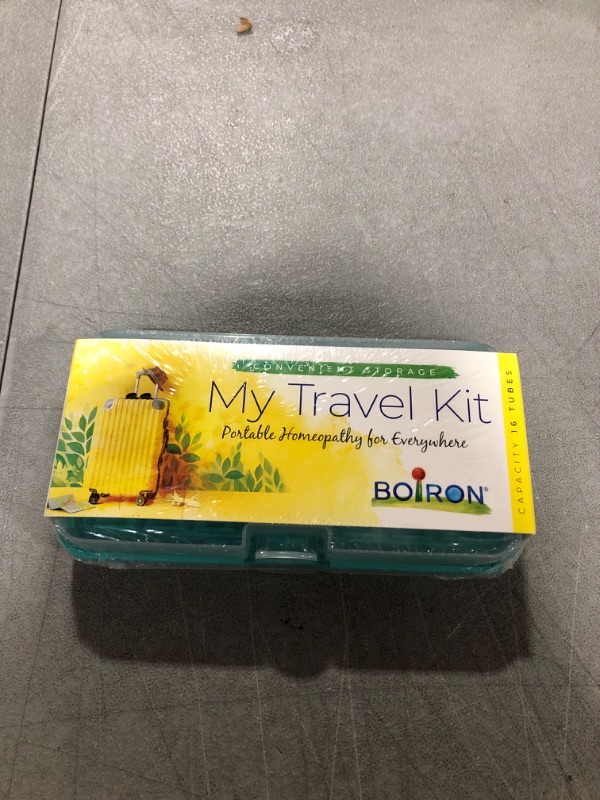 CONVENIENT STORAGE
My Travel Kit
Portable Homeopathy for Everywhere
BOIRON®
CAPACITY 16 TUBES